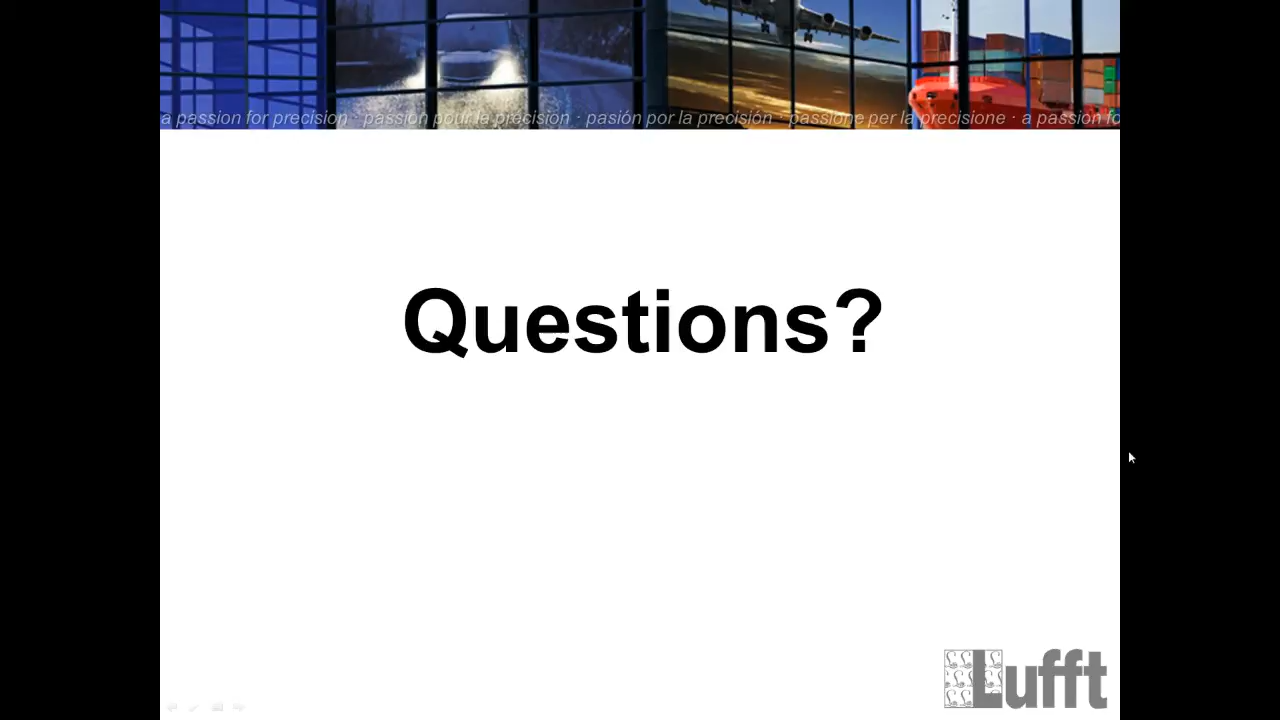 a passion for precision · passion pour la précision · pasión por la precisión · passione per la precisione · a passion fo
Questions?
Lufft